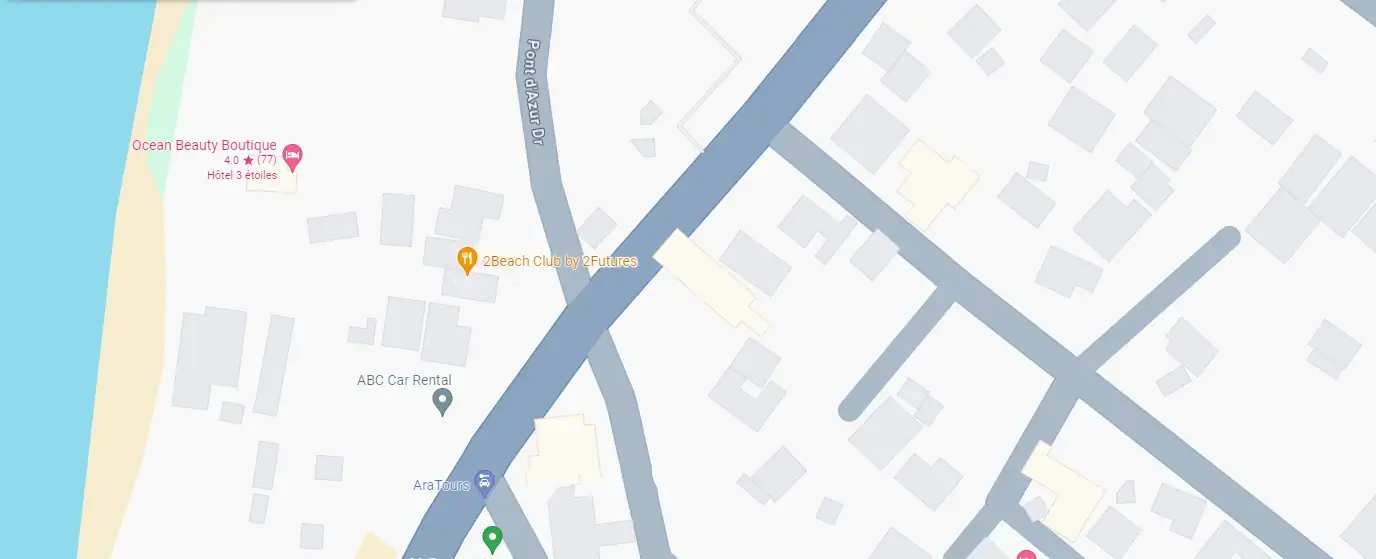 Pont d'Azur Dr
Ocean Beauty Boutique
4.0 ★ (77)
Hôtel 3 étoiles
2Beach Club by 2Futures
ABC Car Rental
AraTours